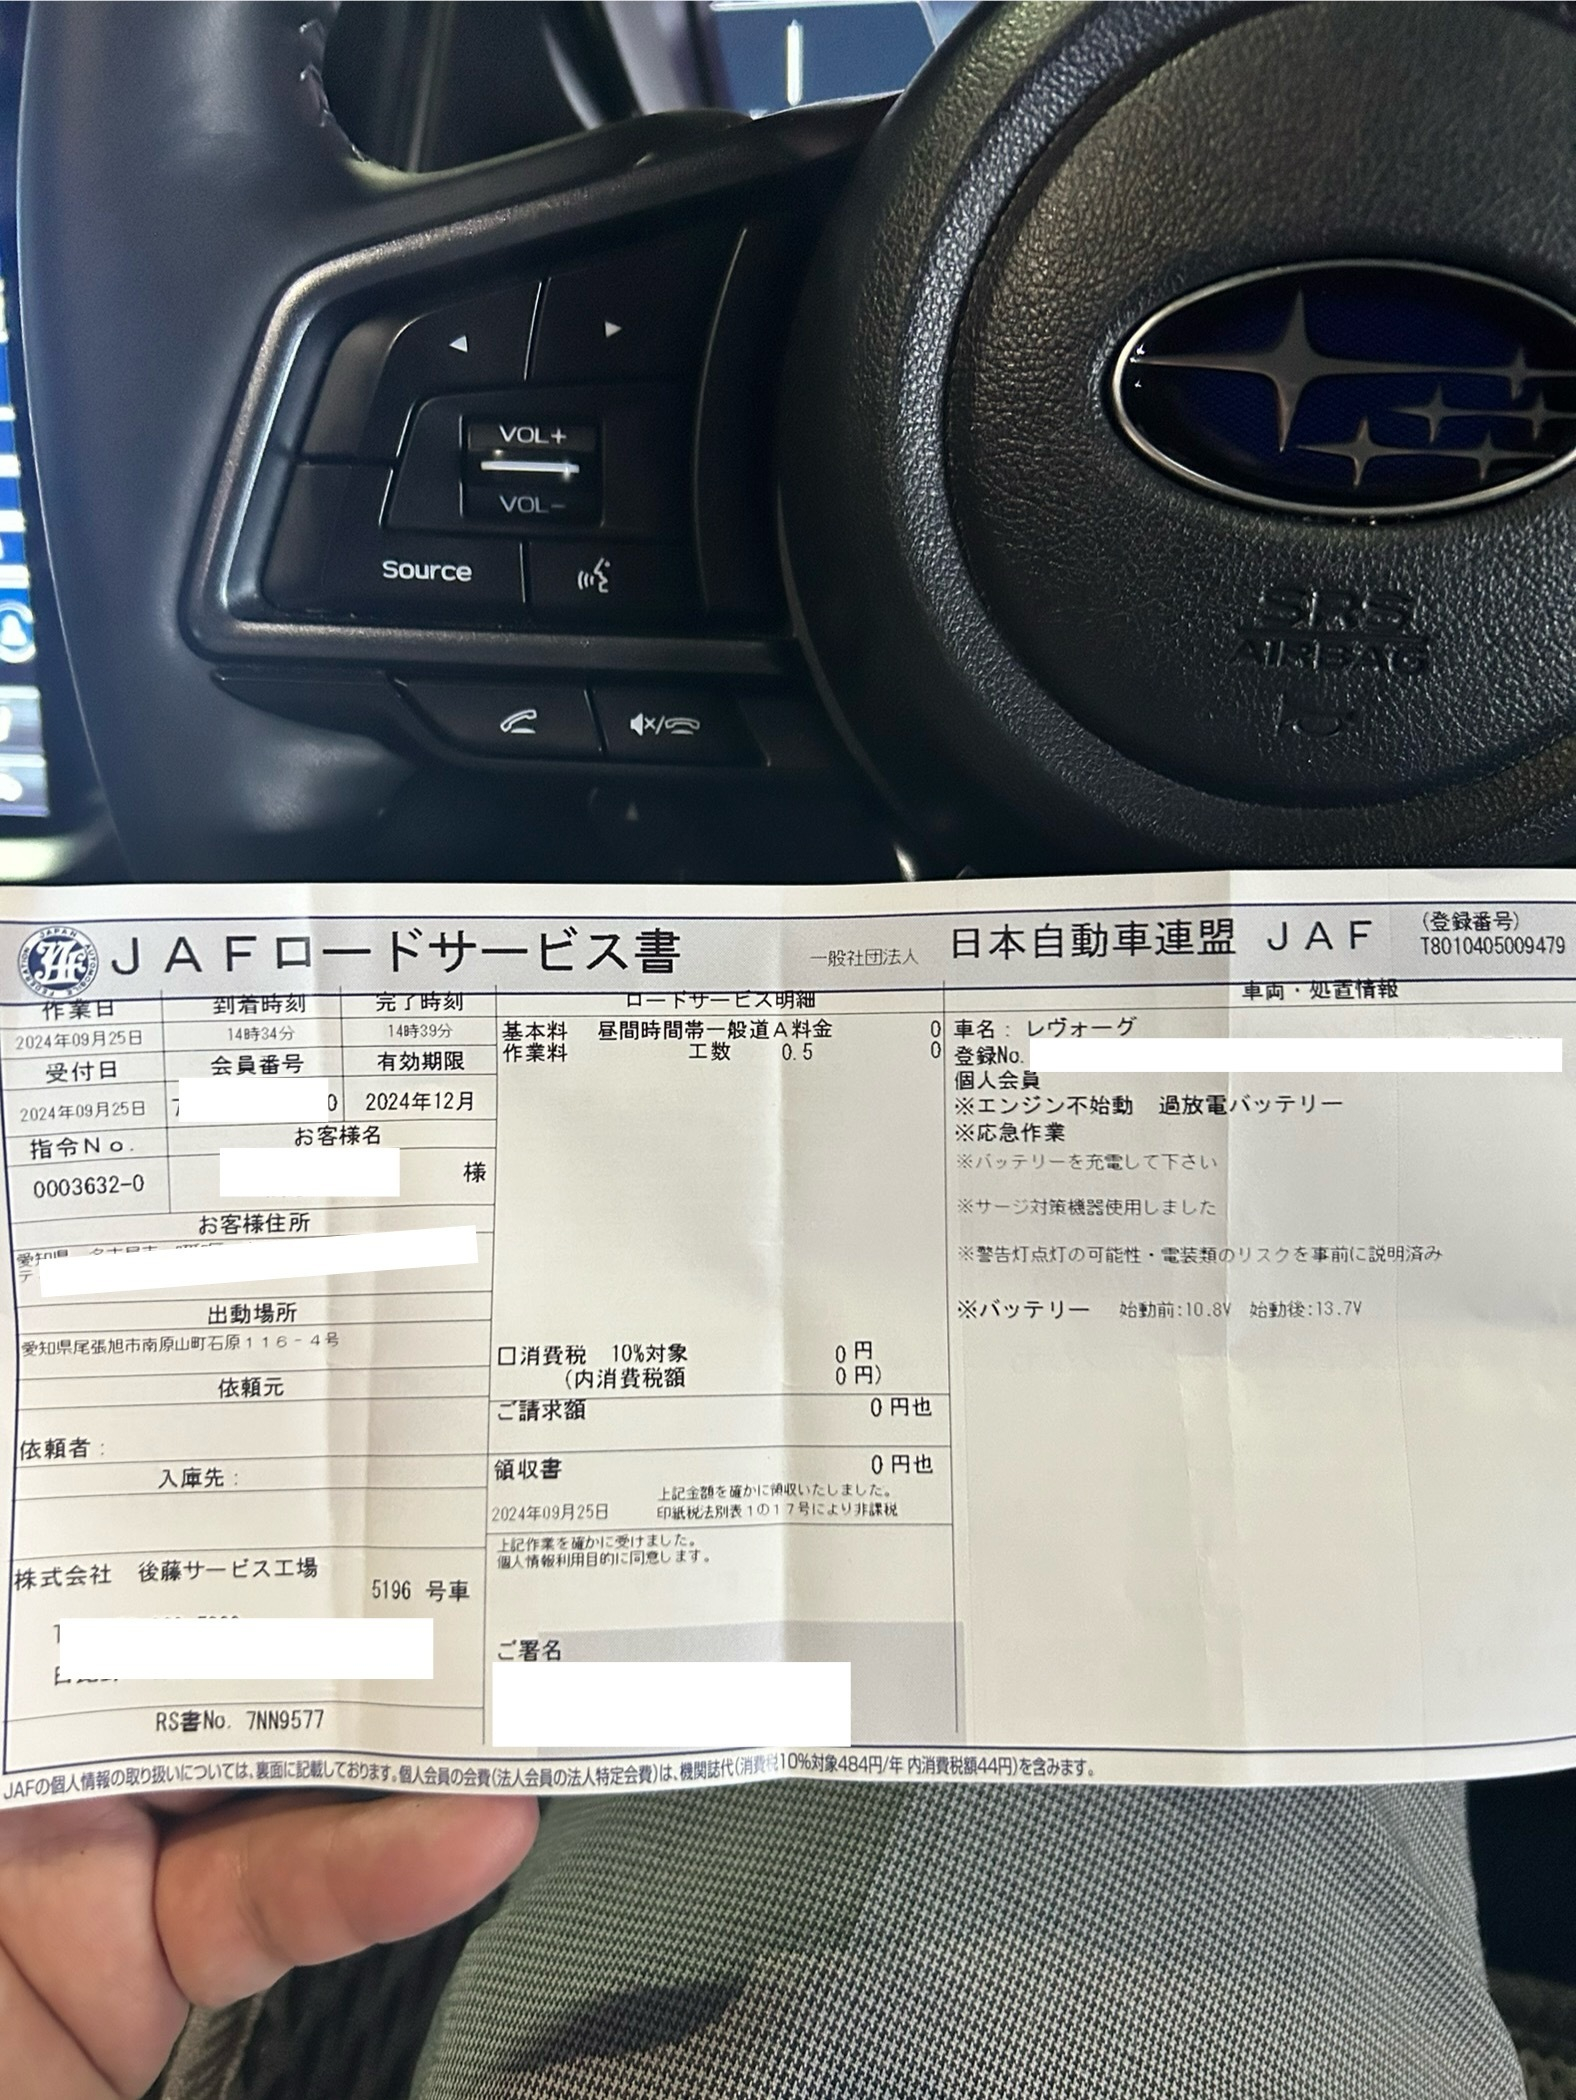 VOL+
VOL-
Source
SRS
AIRBAG
JAFロードサービス書
一般社団法人 日本自動車連盟 JAF
(登録番号)
T8010405009479
作業日 到着時刻 完了時刻
2024年09月25日 14時34分 14時39分
受付日 会員番号 有効期限
2024年09月25日 0 2024年12月
指令No. お客様名
0003632-0 様
お客様住所
愛知県
出動場所
愛知県尾張旭市南原山町石原116-4号
依頼元
依頼者:
入庫先:
株式会社 後藤サービス工場
5196 号車
RS書No. 7NN9577
ロードサービス明細
基本料 昼間時間帯一般道A料金 0
作業料 工数 0.5 0
口消費税 10%対象 0 円
(内消費税額 0 円)
ご請求額 0 円也
領収書 0 円也
上記金額を確かに領収いたしました。
2024年09月25日 印紙税法別表1の17号により非課税
上記作業を確かに受けました。
個人情報利用目的に同意します。
ご署名
車両・処置情報
車名: レヴォーグ
登録No.
個人会員
※エンジン不始動 過放電バッテリー
※応急作業
※バッテリーを充電して下さい
※サージ対策機器使用しました
※警告灯点灯の可能性・電装類のリスクを事前に説明済み
※バッテリー 始動前:10.8V 始動後:13.7V
JAFの個人情報の取り扱いについては、裏面に記載しております。個人会員の会費(法人会員の法人特定会費)は、機関誌代(消費税10%対象484円/年 内消費税額44円)を含みます。